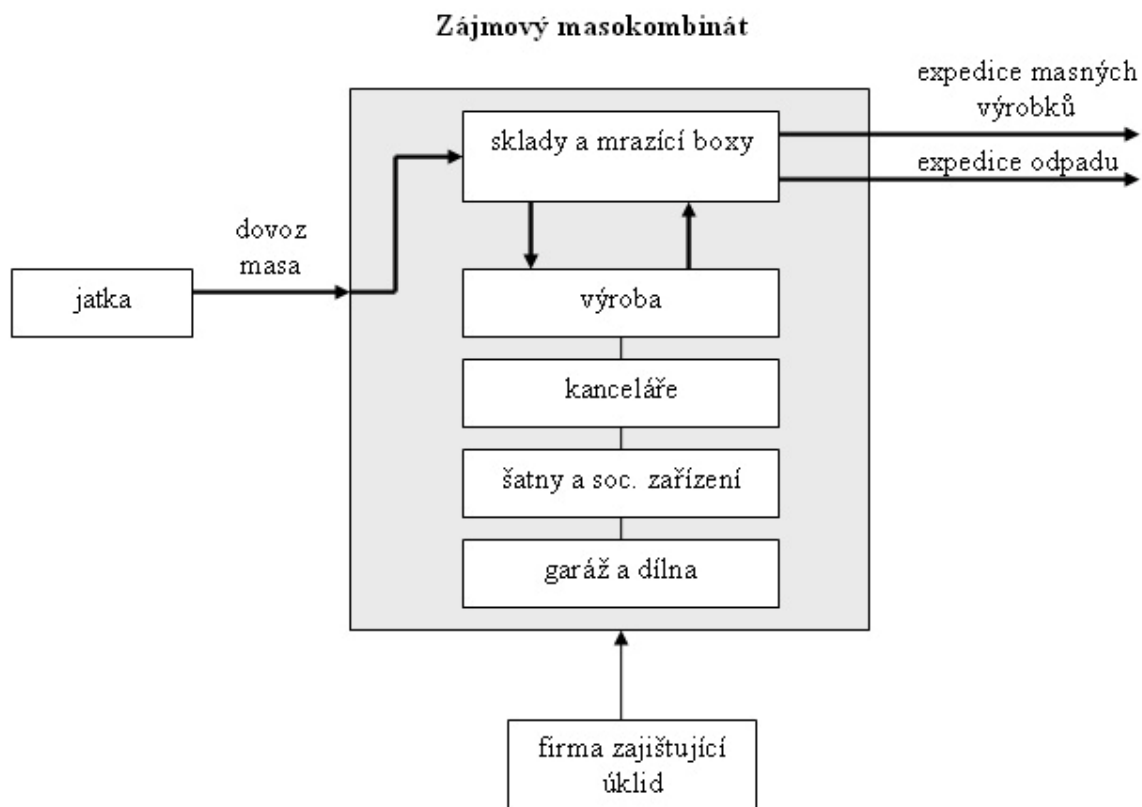 Zájmový masokombinát
expedice masných
výrobků
sklady a mrazící boxy
expedice odpadu
dovoz
masa
jatka
výroba
kanceláře
šatny a soc. zařízení
garáž a dílna
firma zajištující
úklid